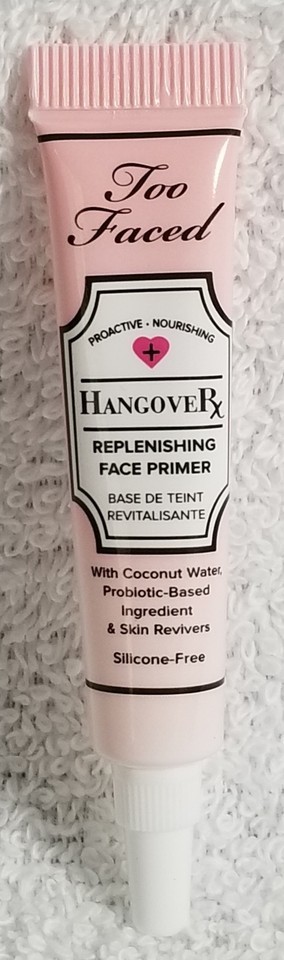 Too
Faced
PROACTIVE · NOURISHING
HANGOVERX
REPLENISHING
FACE PRIMER
BASE DE TEINT
REVITALISANTE
With Coconut Water,
Probiotic-Based
Ingredient
& Skin Revivers
Silicone-Free